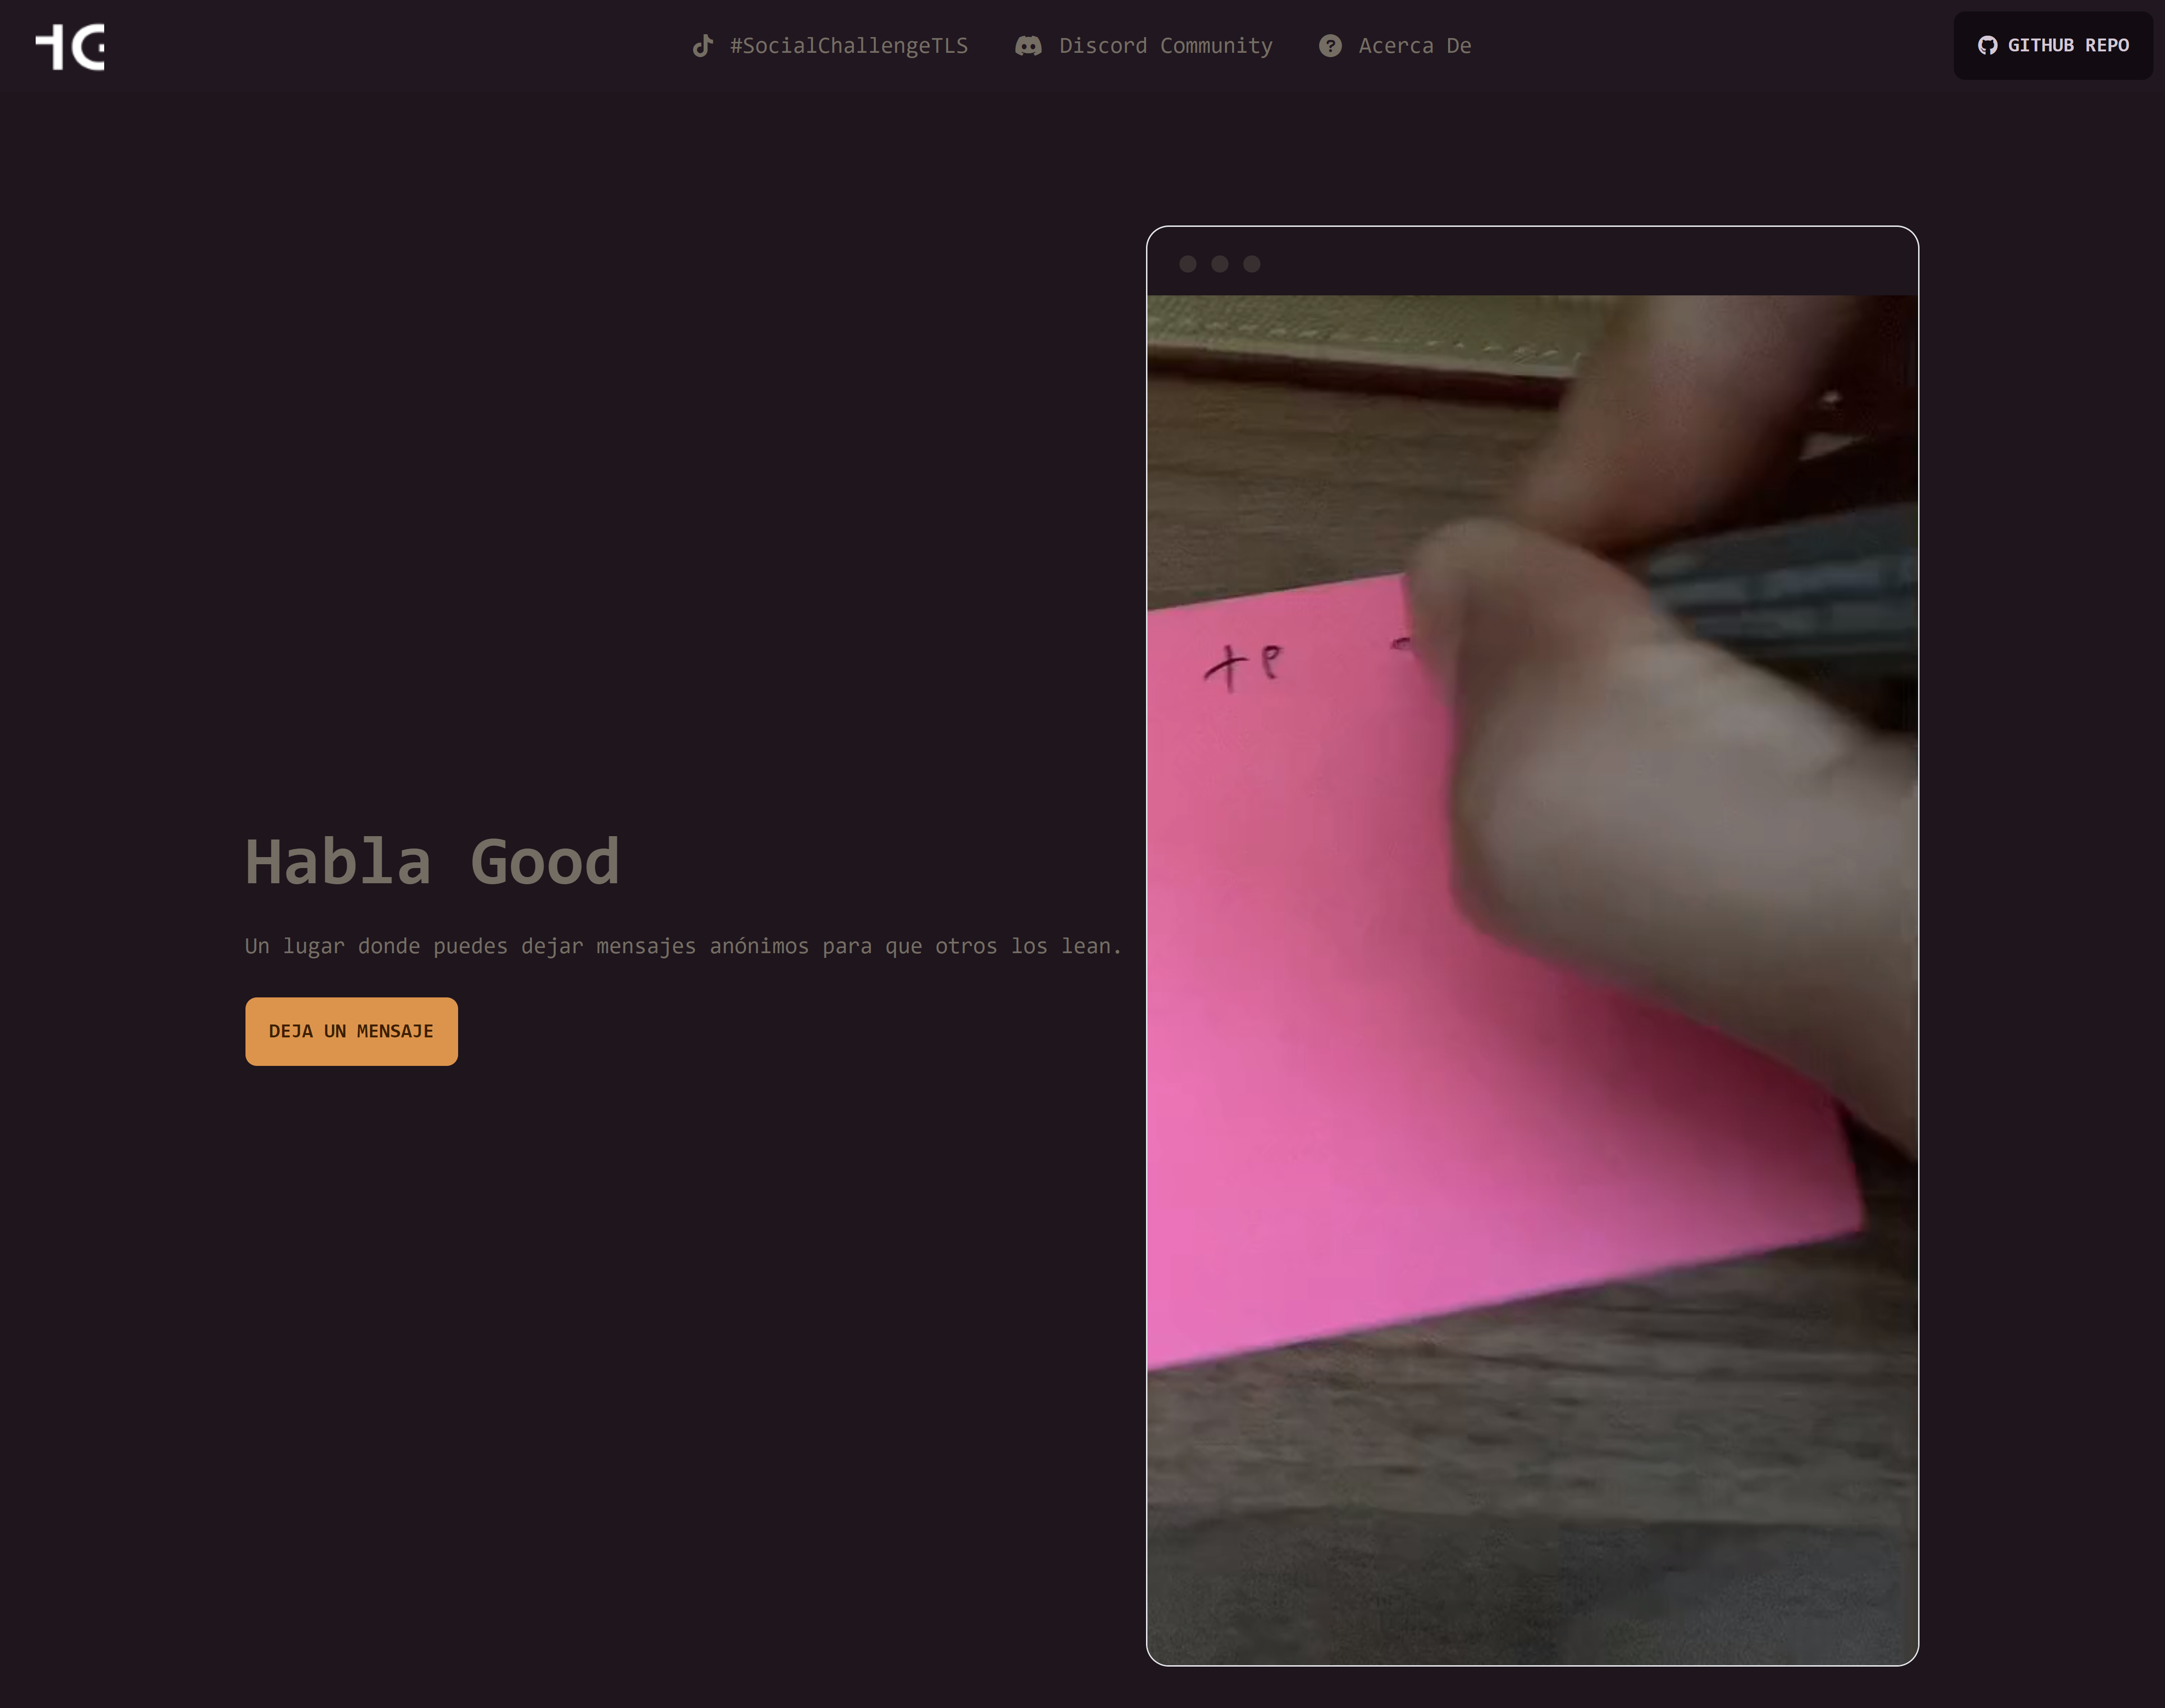 #SocialChallengeTLS
Discord Community
Acerca De
GITHUB REPO
te
Habla Good
Un lugar donde puedes dejar mensajes anónimos para que otros los lean.
DEJA UN MENSAJE